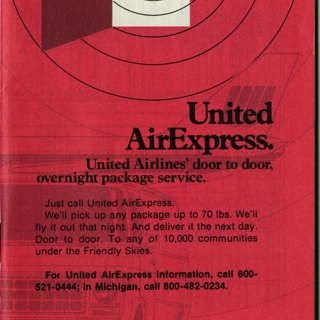 United
AirExpress.
United Airlines' door to door,
overnight package service.
Just call United AirExpress.
We'll pick up any package up to 70 lbs. We'll
fly it out that night. And deliver it the next day.
Door to door. To any of 10,000 communities
under the Friendly Skies.
For United AirExpress information, call 800-
521-0444; in Michigan, call 800-482-0234.